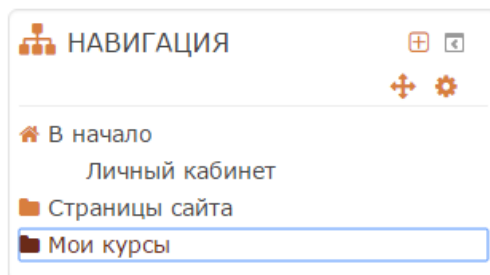 НАВИГАЦИЯ
В начало
Личный кабинет
Страницы сайта
Мои курсы